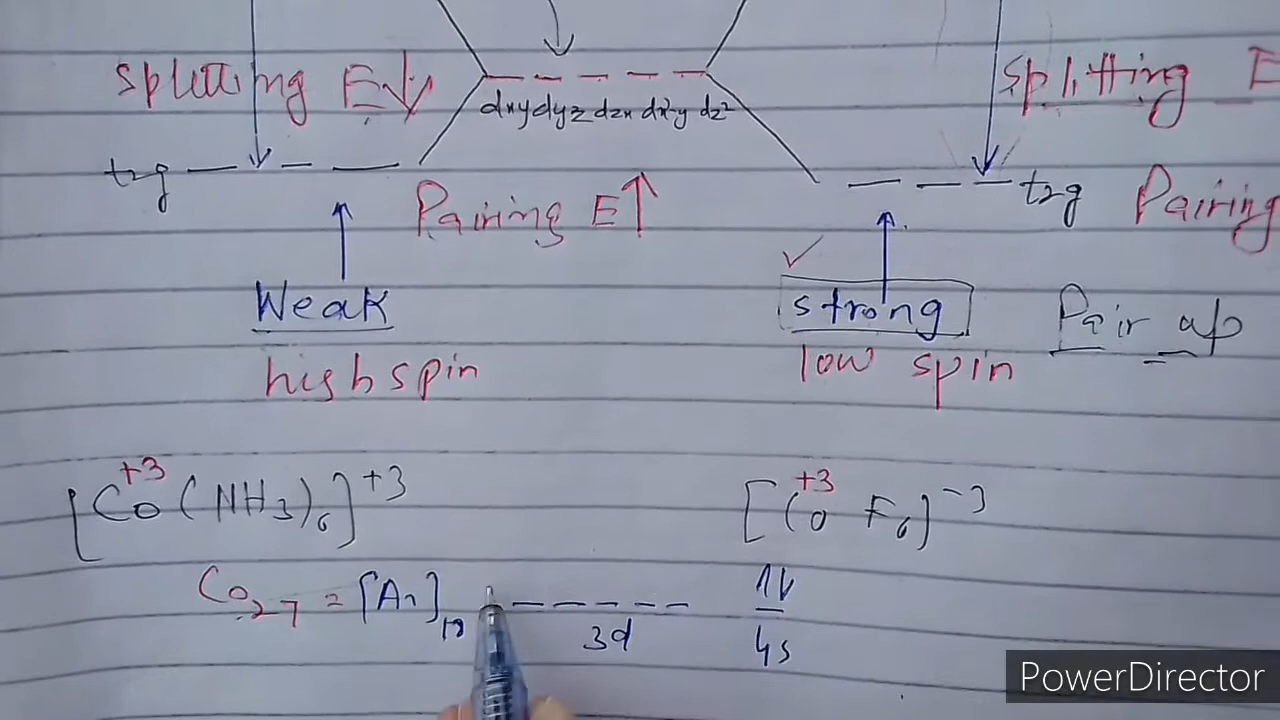 Splitting E↓
Splitting E
dxy dyz dzx dx²-y dz²
t2g
t2g
Pairing E↑
Pairing
Weak
✓
strong
Pair up
high spin
low spin
[Co⁺³(NH3)6]⁺³
[Co⁺³F6]⁻³
Co27 = [Ar]18 _ _ _ _ _ 1V
3d 4s
PowerDirector